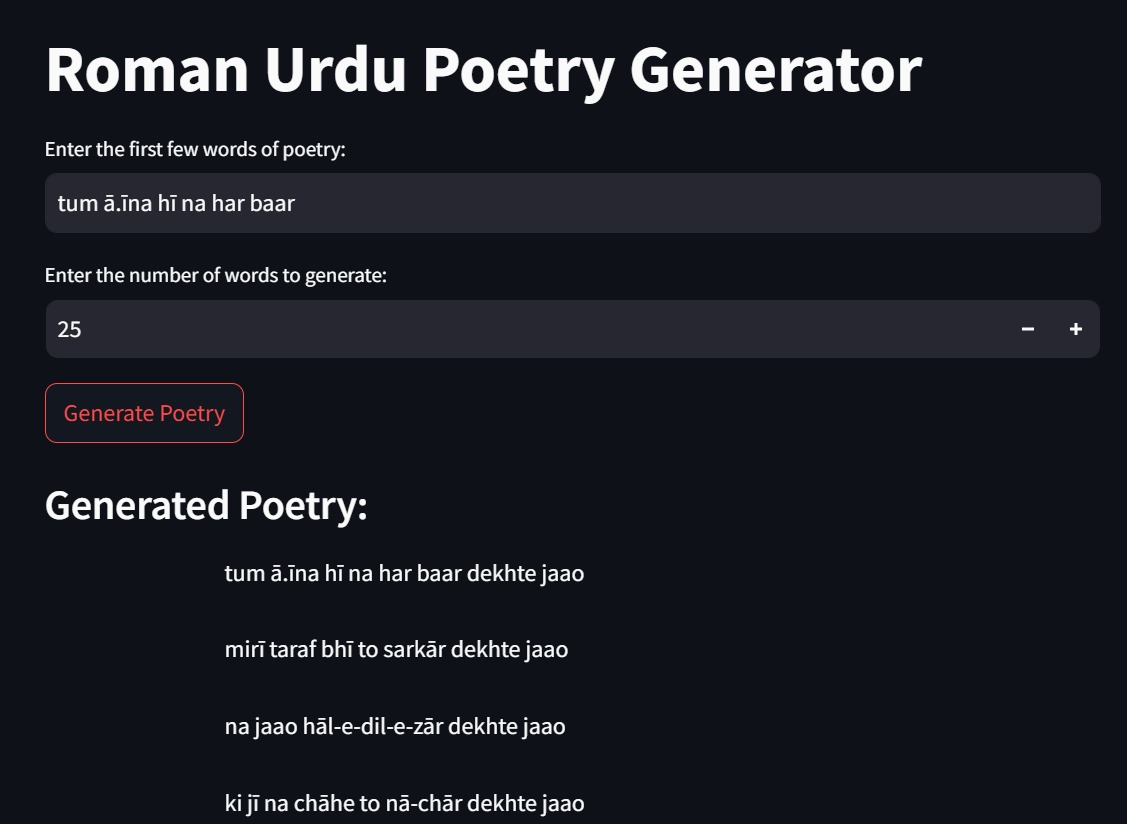 Roman Urdu Poetry Generator
Enter the first few words of poetry:
tum ā.īna hī na har baar
Enter the number of words to generate:
25
Generate Poetry
Generated Poetry:
tum ā.īna hī na har baar dekhte jaao
mirī taraf bhī to sarkār dekhte jaao
na jaao hāl-e-dil-e-zār dekhte jaao
ki jī na chāhe to nā-chār dekhte jaao